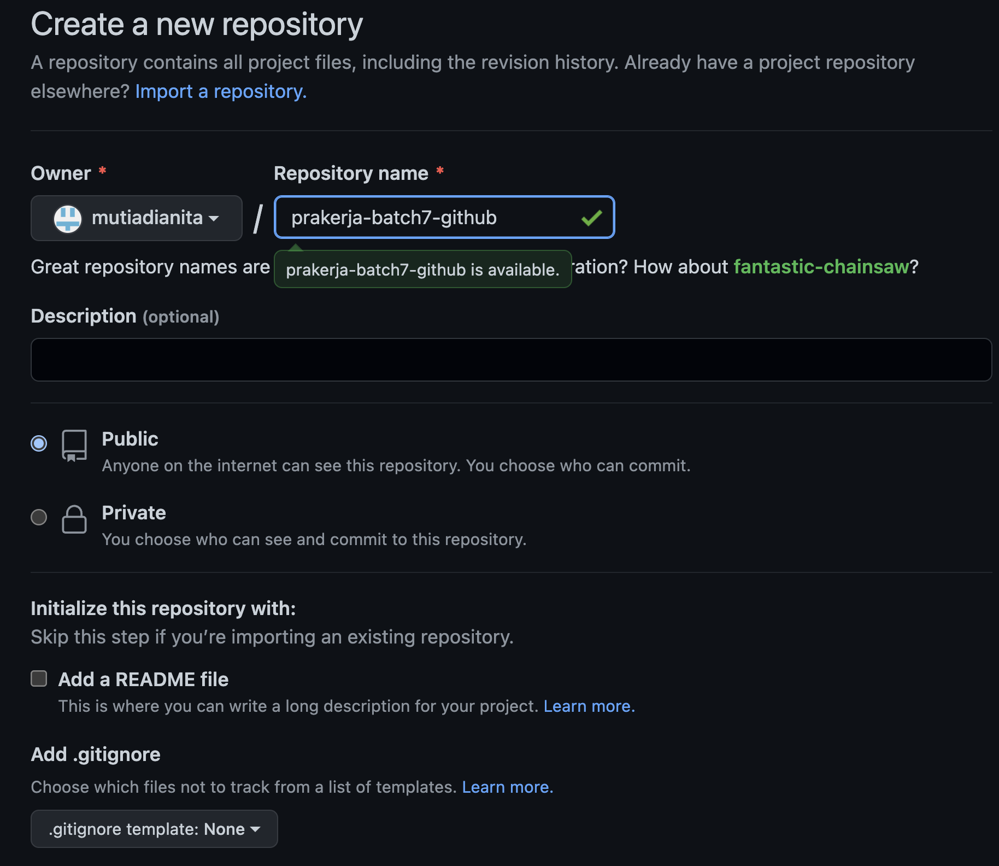 Create a new repository
A repository contains all project files, including the revision history. Already have a project repository
elsewhere? Import a repository.
Owner *
Repository name *
mutiadianita
/
prakerja-batch7-github
Great repository names are
prakerja-batch7-github is available.
ration? How about fantastic-chainsaw?
Description (optional)
Public
Anyone on the internet can see this repository. You choose who can commit.
Private
You choose who can see and commit to this repository.
Initialize this repository with:
Skip this step if you’re importing an existing repository.
Add a README file
This is where you can write a long description for your project. Learn more.
Add .gitignore
Choose which files not to track from a list of templates. Learn more.
.gitignore template: None